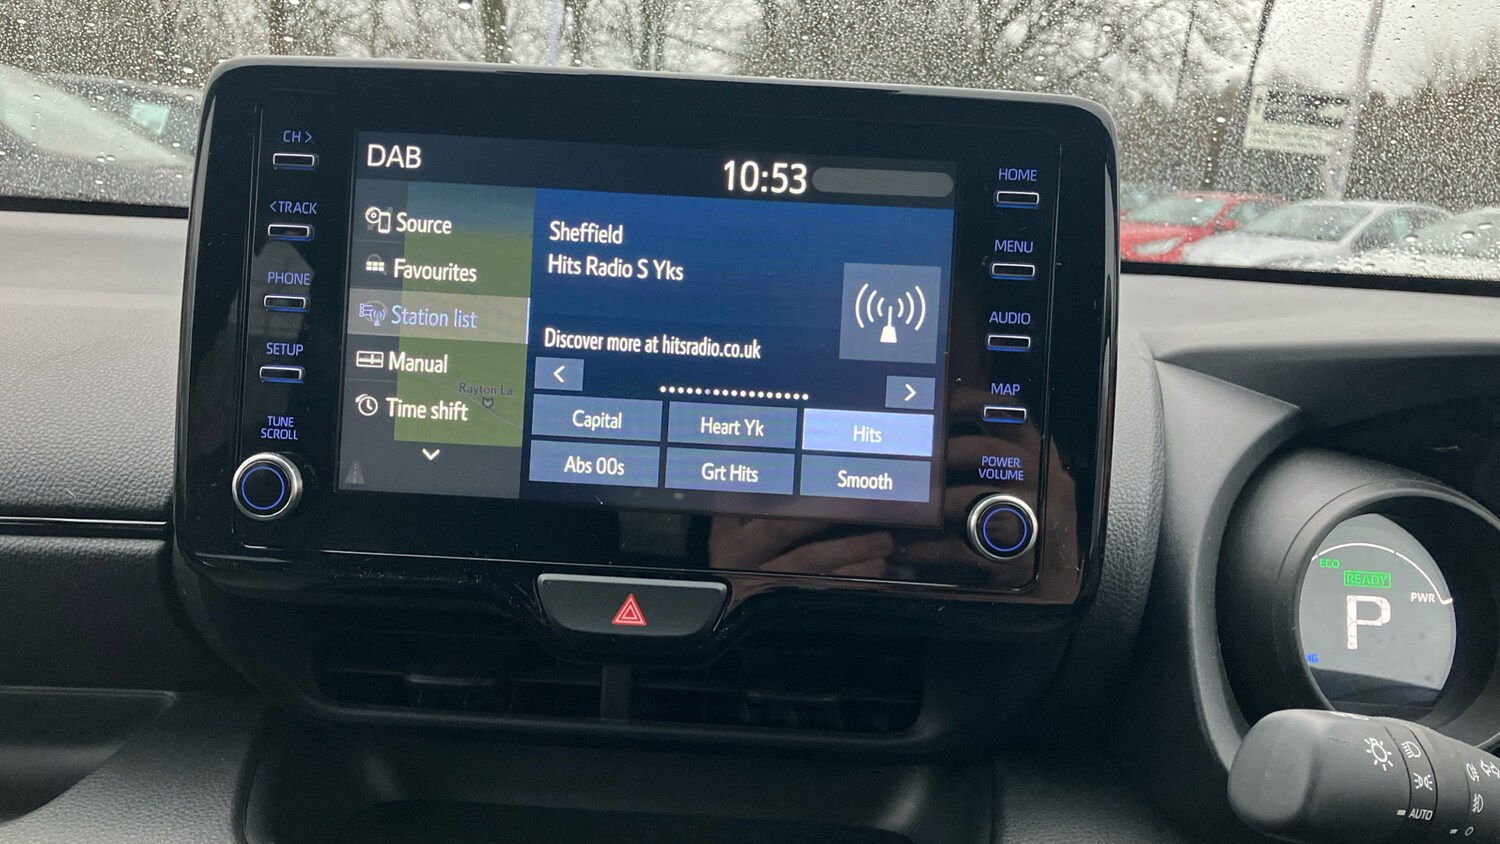 CH >
< TRACK
PHONE
SETUP
TUNE
SCROLL
DAB
10:53
Source
Favourites
Station list
Manual
Time shift
Rayton La.
Sheffield
Hits Radio S Yks
Discover more at hitsradio.co.uk
<
>
Capital
Heart Yk
Hits
Abs 00s
Grt Hits
Smooth
HOME
MENU
AUDIO
MAP
POWER
VOLUME
ECO
READY
PWR
P
AUTO